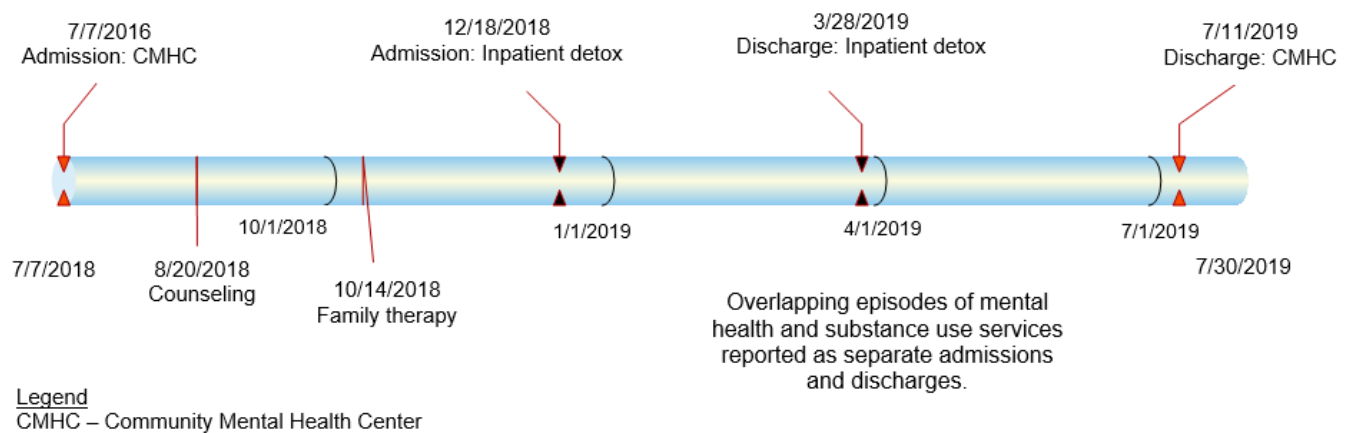 7/7/2016
Admission: CMHC
12/18/2018
Admission: Inpatient detox
3/28/2019
Discharge: Inpatient detox
7/11/2019
Discharge: CMHC
10/1/2018
1/1/2019
4/1/2019
7/1/2019
7/7/2018
8/20/2018
Counseling
10/14/2018
Family therapy
7/30/2019
Overlapping episodes of mental
health and substance use services
reported as separate admissions
and discharges.
Legend
CMHC – Community Mental Health Center